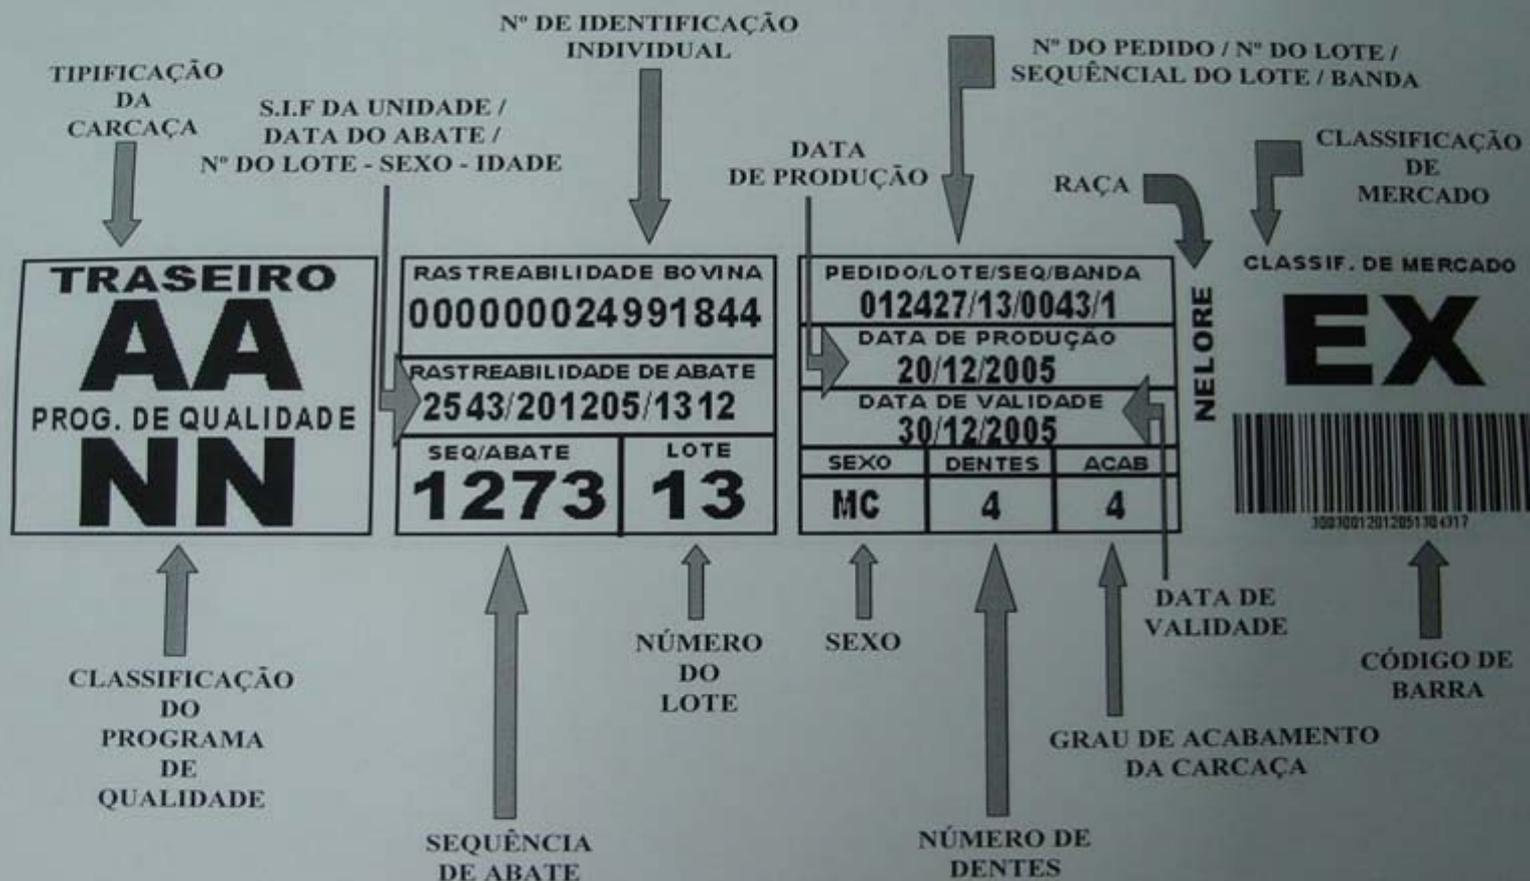 Nº DE IDENTIFICAÇÃO
INDIVIDUAL
Nº DO PEDIDO / Nº DO LOTE /
SEQUÊNCIAL DO LOTE / BANDA
TIPIFICAÇÃO
DA
CARCAÇA
S.I.F DA UNIDADE /
DATA DO ABATE /
Nº DO LOTE - SEXO - IDADE
DATA
DE PRODUÇÃO
RAÇA
CLASSIFICAÇÃO
DE
MERCADO
TRASEIRO
AA
PROG. DE QUALIDADE
NN
RASTREABILIDADE BOVINA
000000024991844
RASTREABILIDADE DE ABATE
2543/201205/1312
SEQ/ABATE
1273
LOTE
13
PEDIDO/LOTE/SEQ/BANDA
012427/13/0043/1
DATA DE PRODUÇÃO
20/12/2005
DATA DE VALIDADE
30/12/2005
SEXO DENTES ACAB
MC 4 4
NELORE
CLASSIF. DE MERCADO
EX
CLASSIFICAÇÃO
DO
PROGRAMA
DE
QUALIDADE
SEQUÊNCIA
DE ABATE
NÚMERO
DO
LOTE
SEXO
NÚMERO DE
DENTES
GRAU DE ACABAMENTO
DA CARCAÇA
DATA DE
VALIDADE
CÓDIGO DE
BARRA